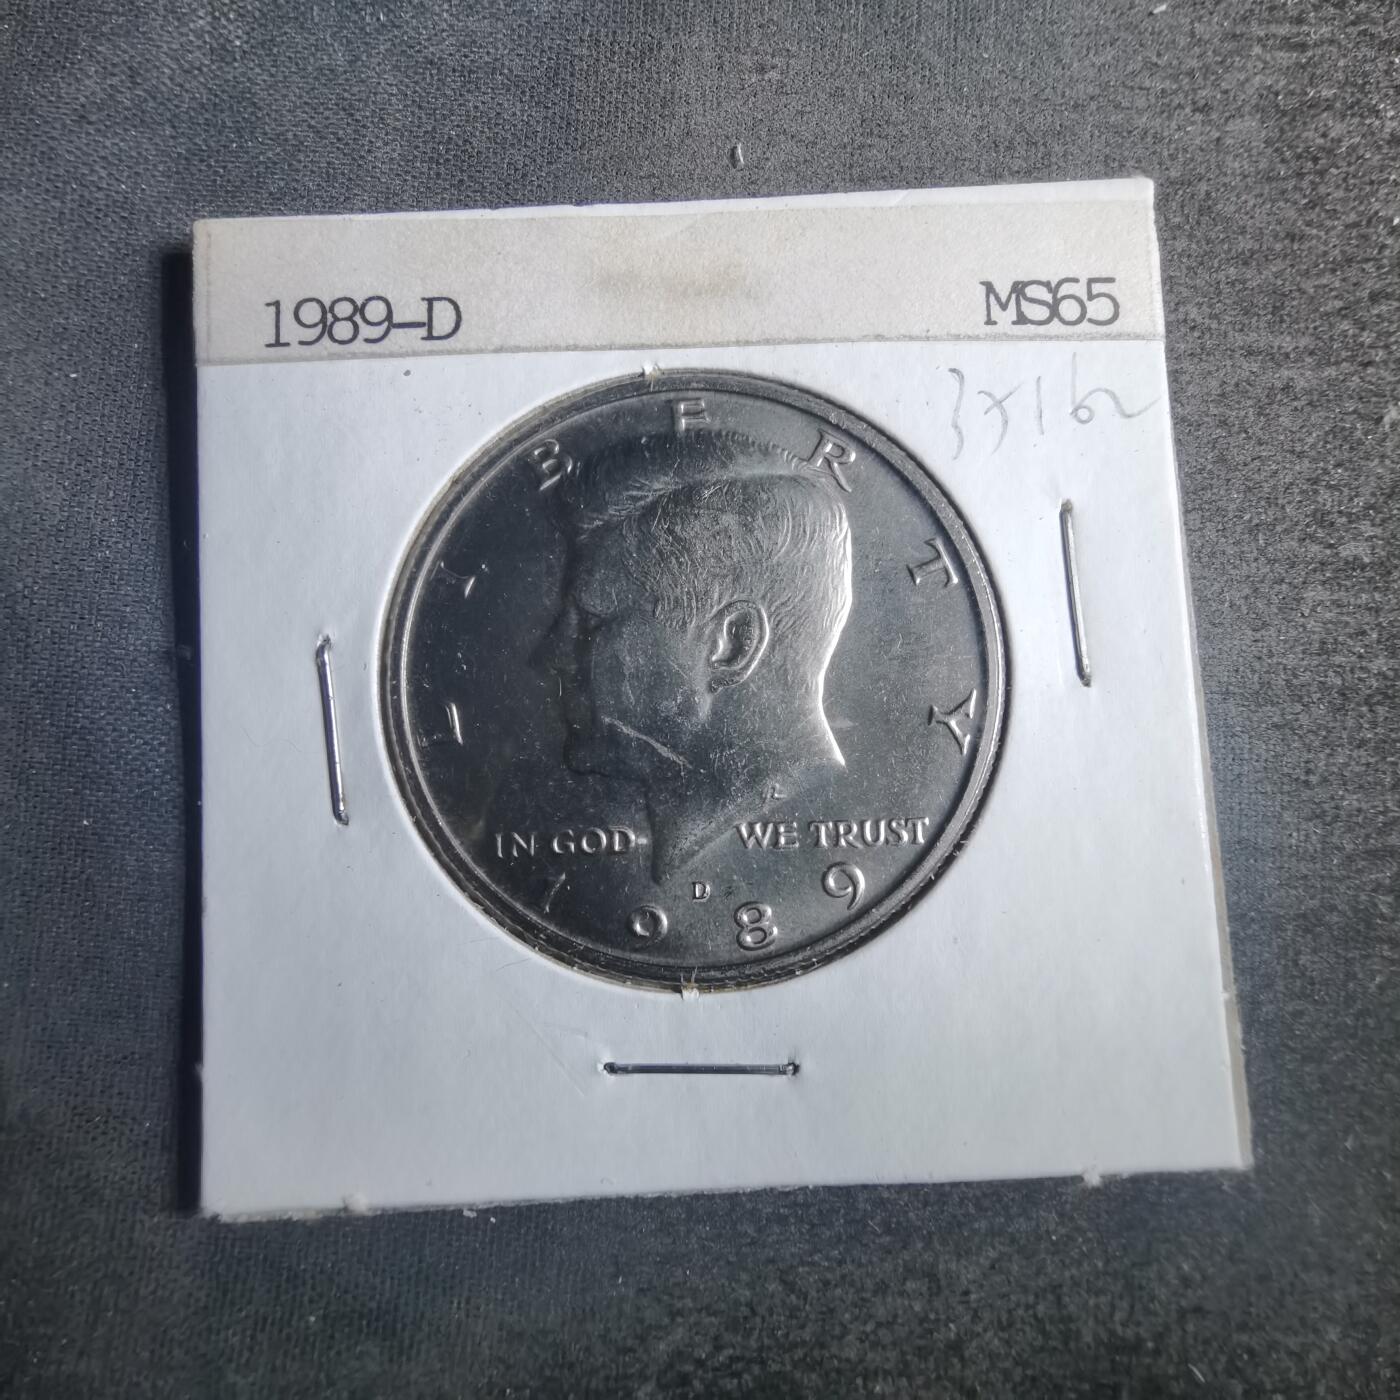 1989-D MS65
LIBERTY
IN GOD WE TRUST
D
1989